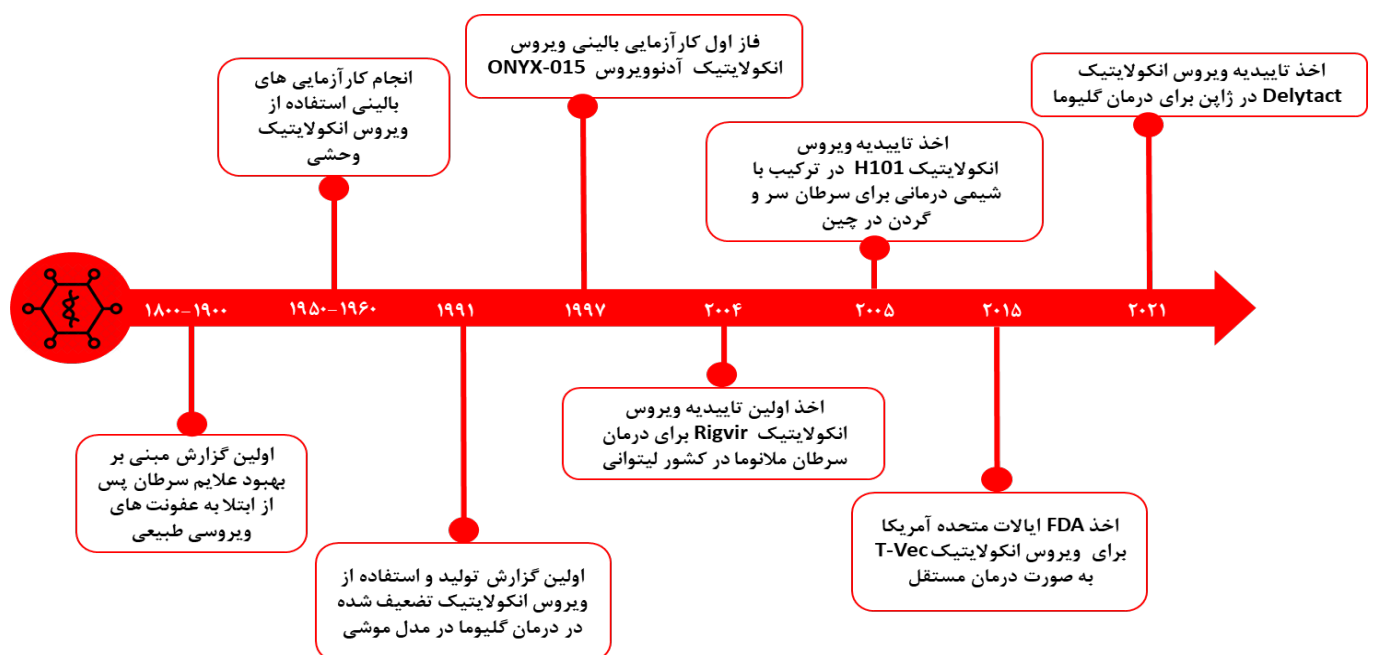 انجام کارآزمایی های
بالینی استفاده از
ویروس انکولایتیک
وحشی
فاز اول کارآزمایی بالینی ویروس
انکولایتیک آدنوویروس ONYX-015
اخذ تاییدیه ویروس
انکولایتیک H101 در ترکیب با
شیمی درمانی برای سرطان سر و
گردن در چین
اخذ تاییدیه ویروس انکولایتیک
Delytact در ژاپن برای درمان گلیوما
۱۸۰۰-۱۹۰۰
۱۹۵۰-۱۹۶۰
۱۹۹۱
۱۹۹۷
۲۰۰۴
۲۰۰۵
۲۰۱۵
۲۰۲۱
اولین گزارش مبنی بر
بهبود علایم سرطان پس
از ابتلا به عفونت های
ویروسی طبیعی
اولین گزارش تولید و استفاده از
ویروس انکولایتیک تضعیف شده
در درمان گلیوما در مدل موشی
اخذ اولین تاییدیه ویروس
انکولایتیک Rigvir برای درمان
سرطان ملانوما در کشور لیتوانی
اخذ FDA ایالات متحده آمریکا
برای ویروس انکولایتیک T-Vec
به صورت درمان مستقل